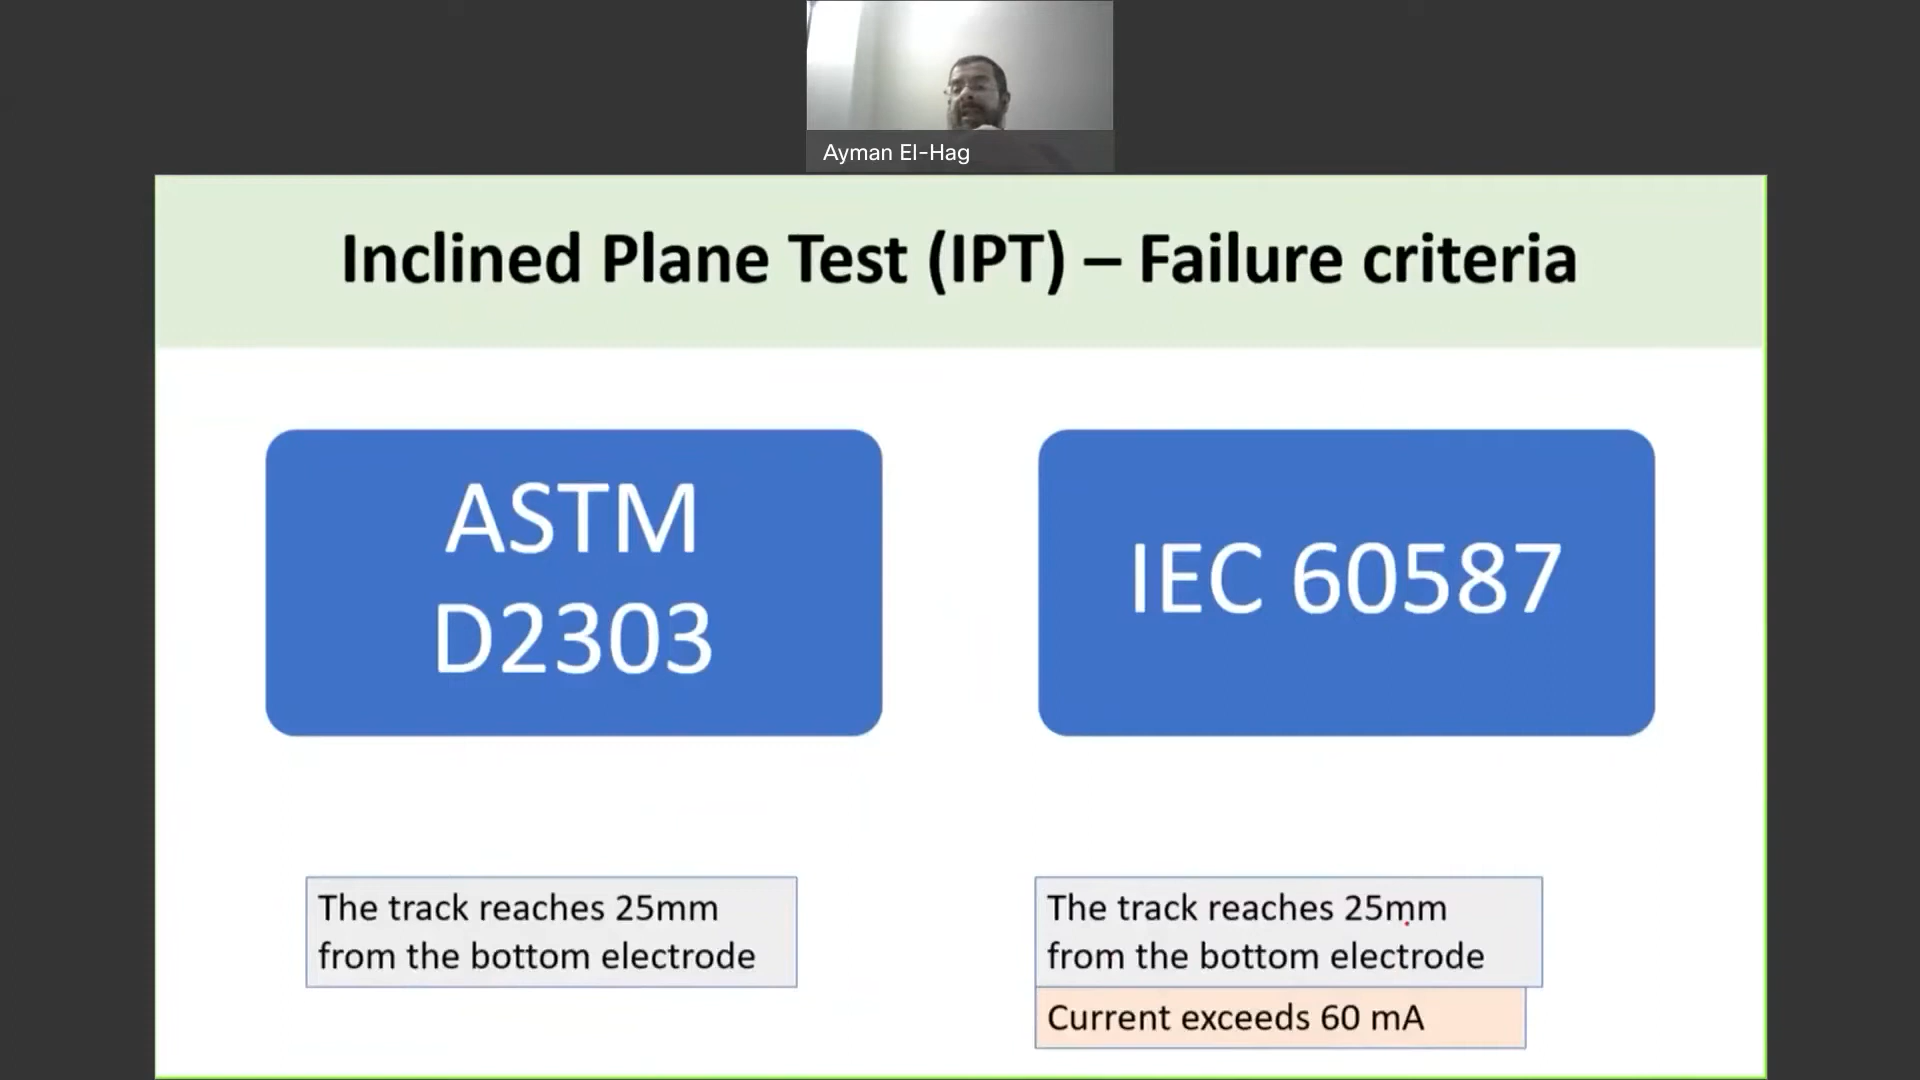 Ayman El-Hag
Inclined Plane Test (IPT) – Failure criteria
ASTM
D2303
IEC 60587
The track reaches 25mm
from the bottom electrode
The track reaches 25mm
from the bottom electrode
Current exceeds 60 mA